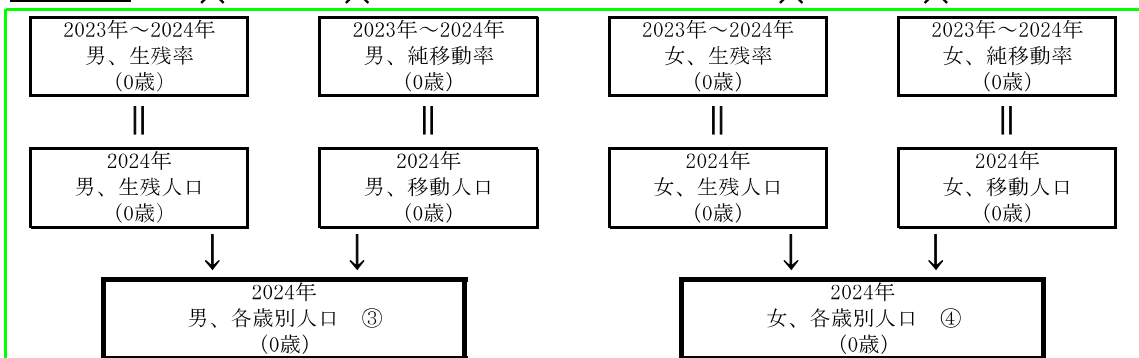 2023年～2024年
男、生残率
(0歳)
2023年～2024年
男、純移動率
(0歳)
2023年～2024年
女、生残率
(0歳)
2023年～2024年
女、純移動率
(0歳)
2024年
男、生残人口
(0歳)
2024年
男、移動人口
(0歳)
2024年
女、生残人口
(0歳)
2024年
女、移動人口
(0歳)
2024年
男、各歳別人口　③
(0歳)
2024年
女、各歳別人口　④
(0歳)